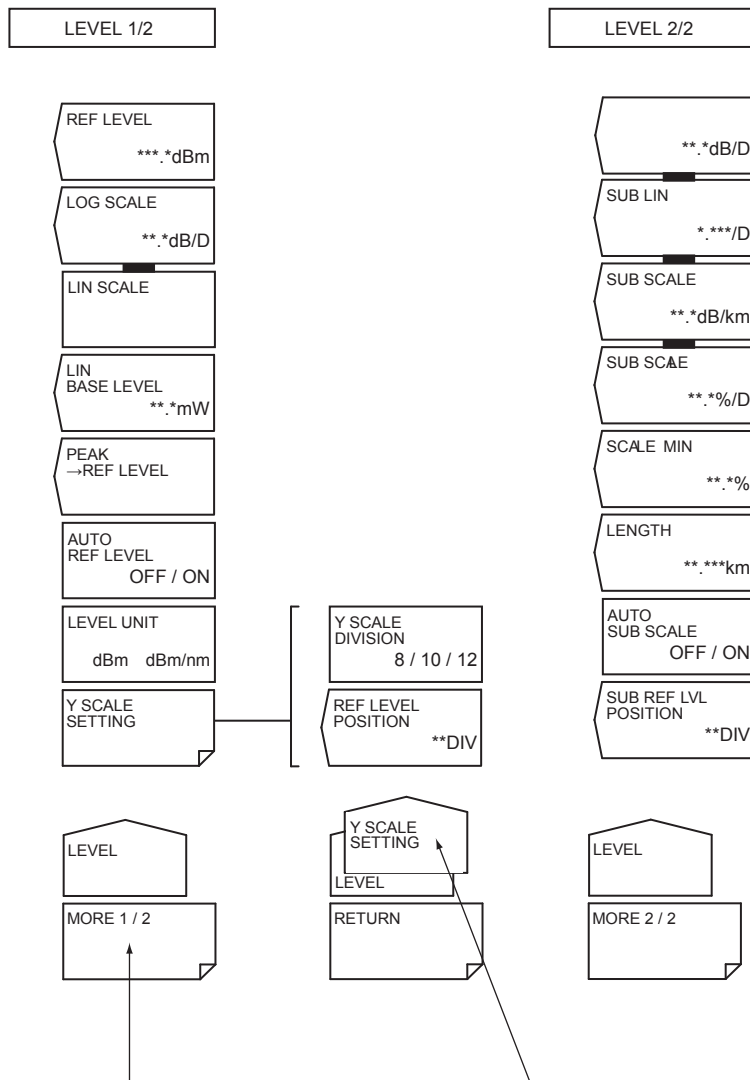 LEVEL 1/2
REF LEVEL
***.*dBm
LOG SCALE
**.*dB/D
LIN SCALE
LIN
BASE LEVEL
**.*mW
PEAK
→REF LEVEL
AUTO
REF LEVEL
OFF / ON
LEVEL UNIT
dBm dBm/nm
Y SCALE
SETTING
LEVEL
MORE 1 / 2
Y SCALE
DIVISION
8 / 10 / 12
REF LEVEL
POSITION
**DIV
Y SCALE
SETTING
LEVEL
RETURN
LEVEL 2/2
**.*dB/D
SUB LIN
*.***/D
SUB SCALE
**.*dB/km
SUB SCALE
**.*%/D
SCALE MIN
**.*%
LENGTH
**.***km
AUTO
SUB SCALE
OFF / ON
SUB REF LVL
POSITION
**DIV
LEVEL
MORE 2 / 2